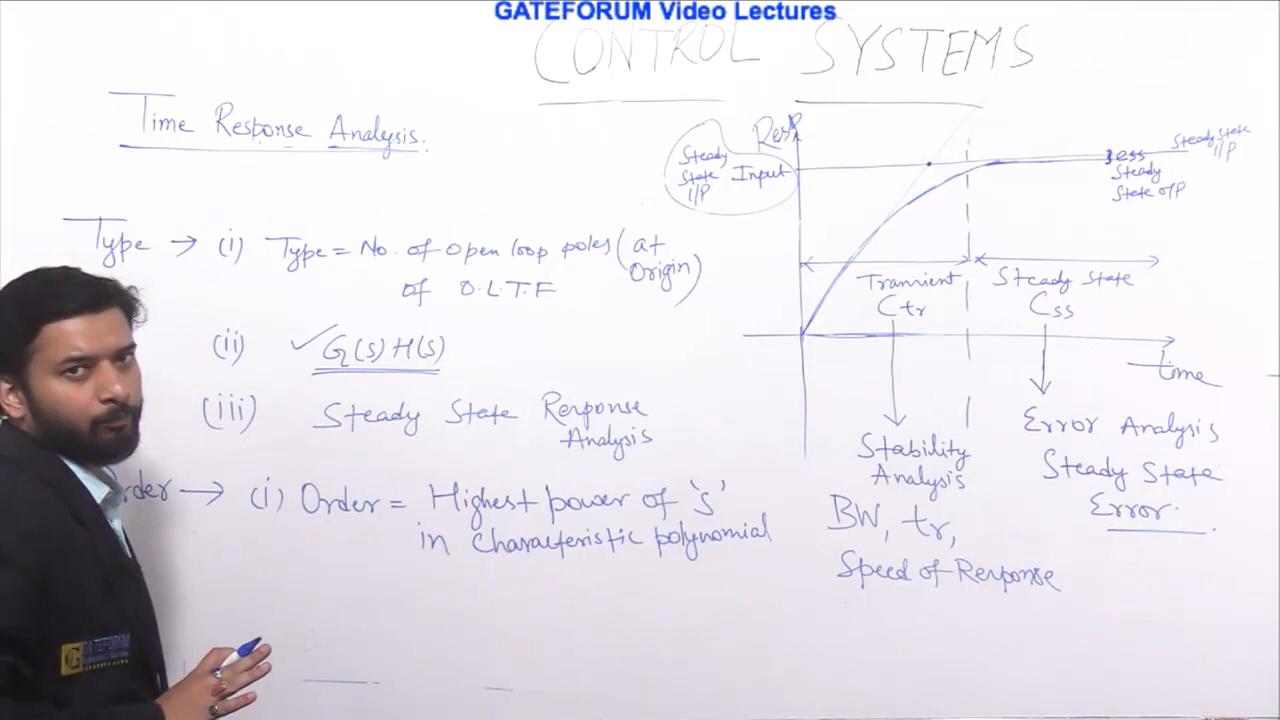 GATEFORUM Video Lectures
CONTROL SYSTEMS
Time Response Analysis.
Type → (i) Type = No. of Open loop poles (at Origin)
of O.L.T.F
(ii) ✓ G(s) H(s)
(iii) Steady State Response
Analysis
Order → (i) Order = Highest power of 's'
in characteristic polynomial
Resp
Steady
State
I/P
Input
Steady State
I/P
ess
Steady
State O/P
Transient
Ctr
Steady State
Css
time
Stability
Analysis
BW, tr,
Speed of Response
Error Analysis
Steady State
Error.
GATEFORUM